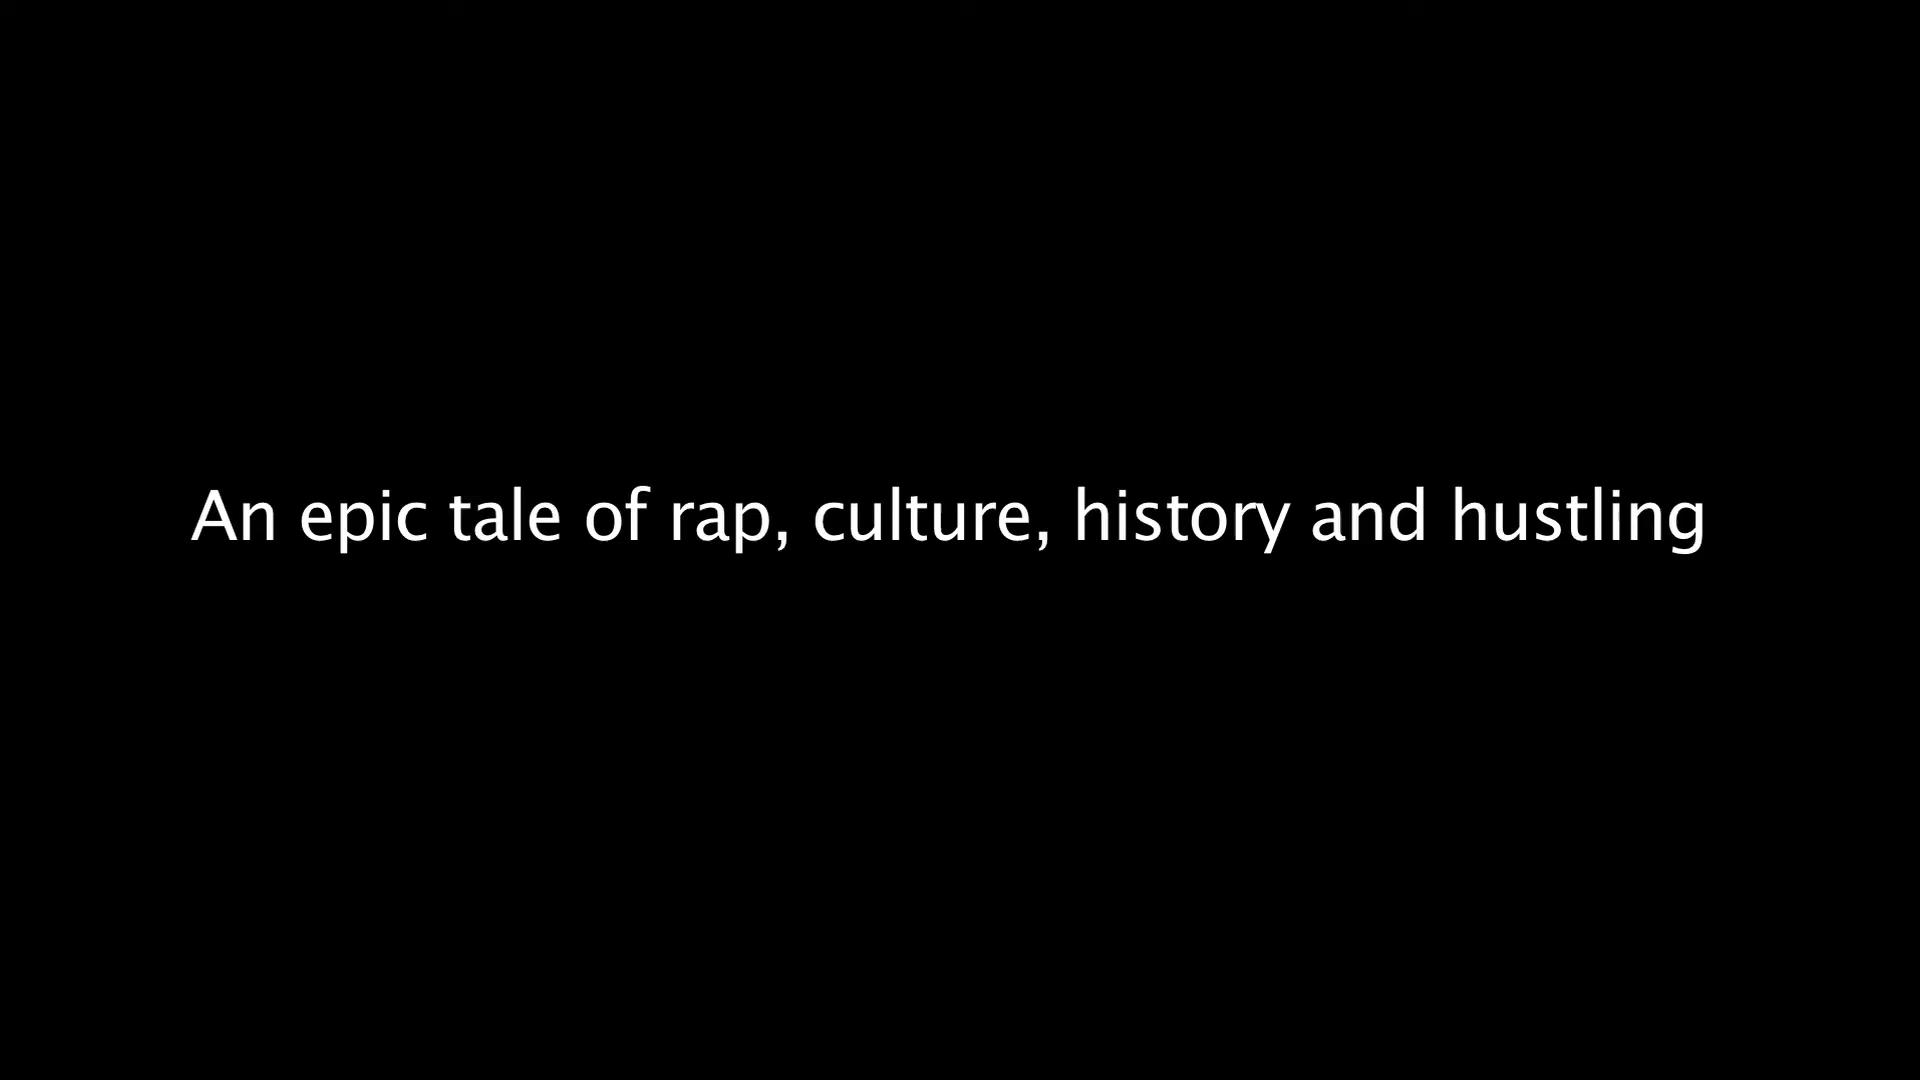 An epic tale of rap, culture, history and hustling